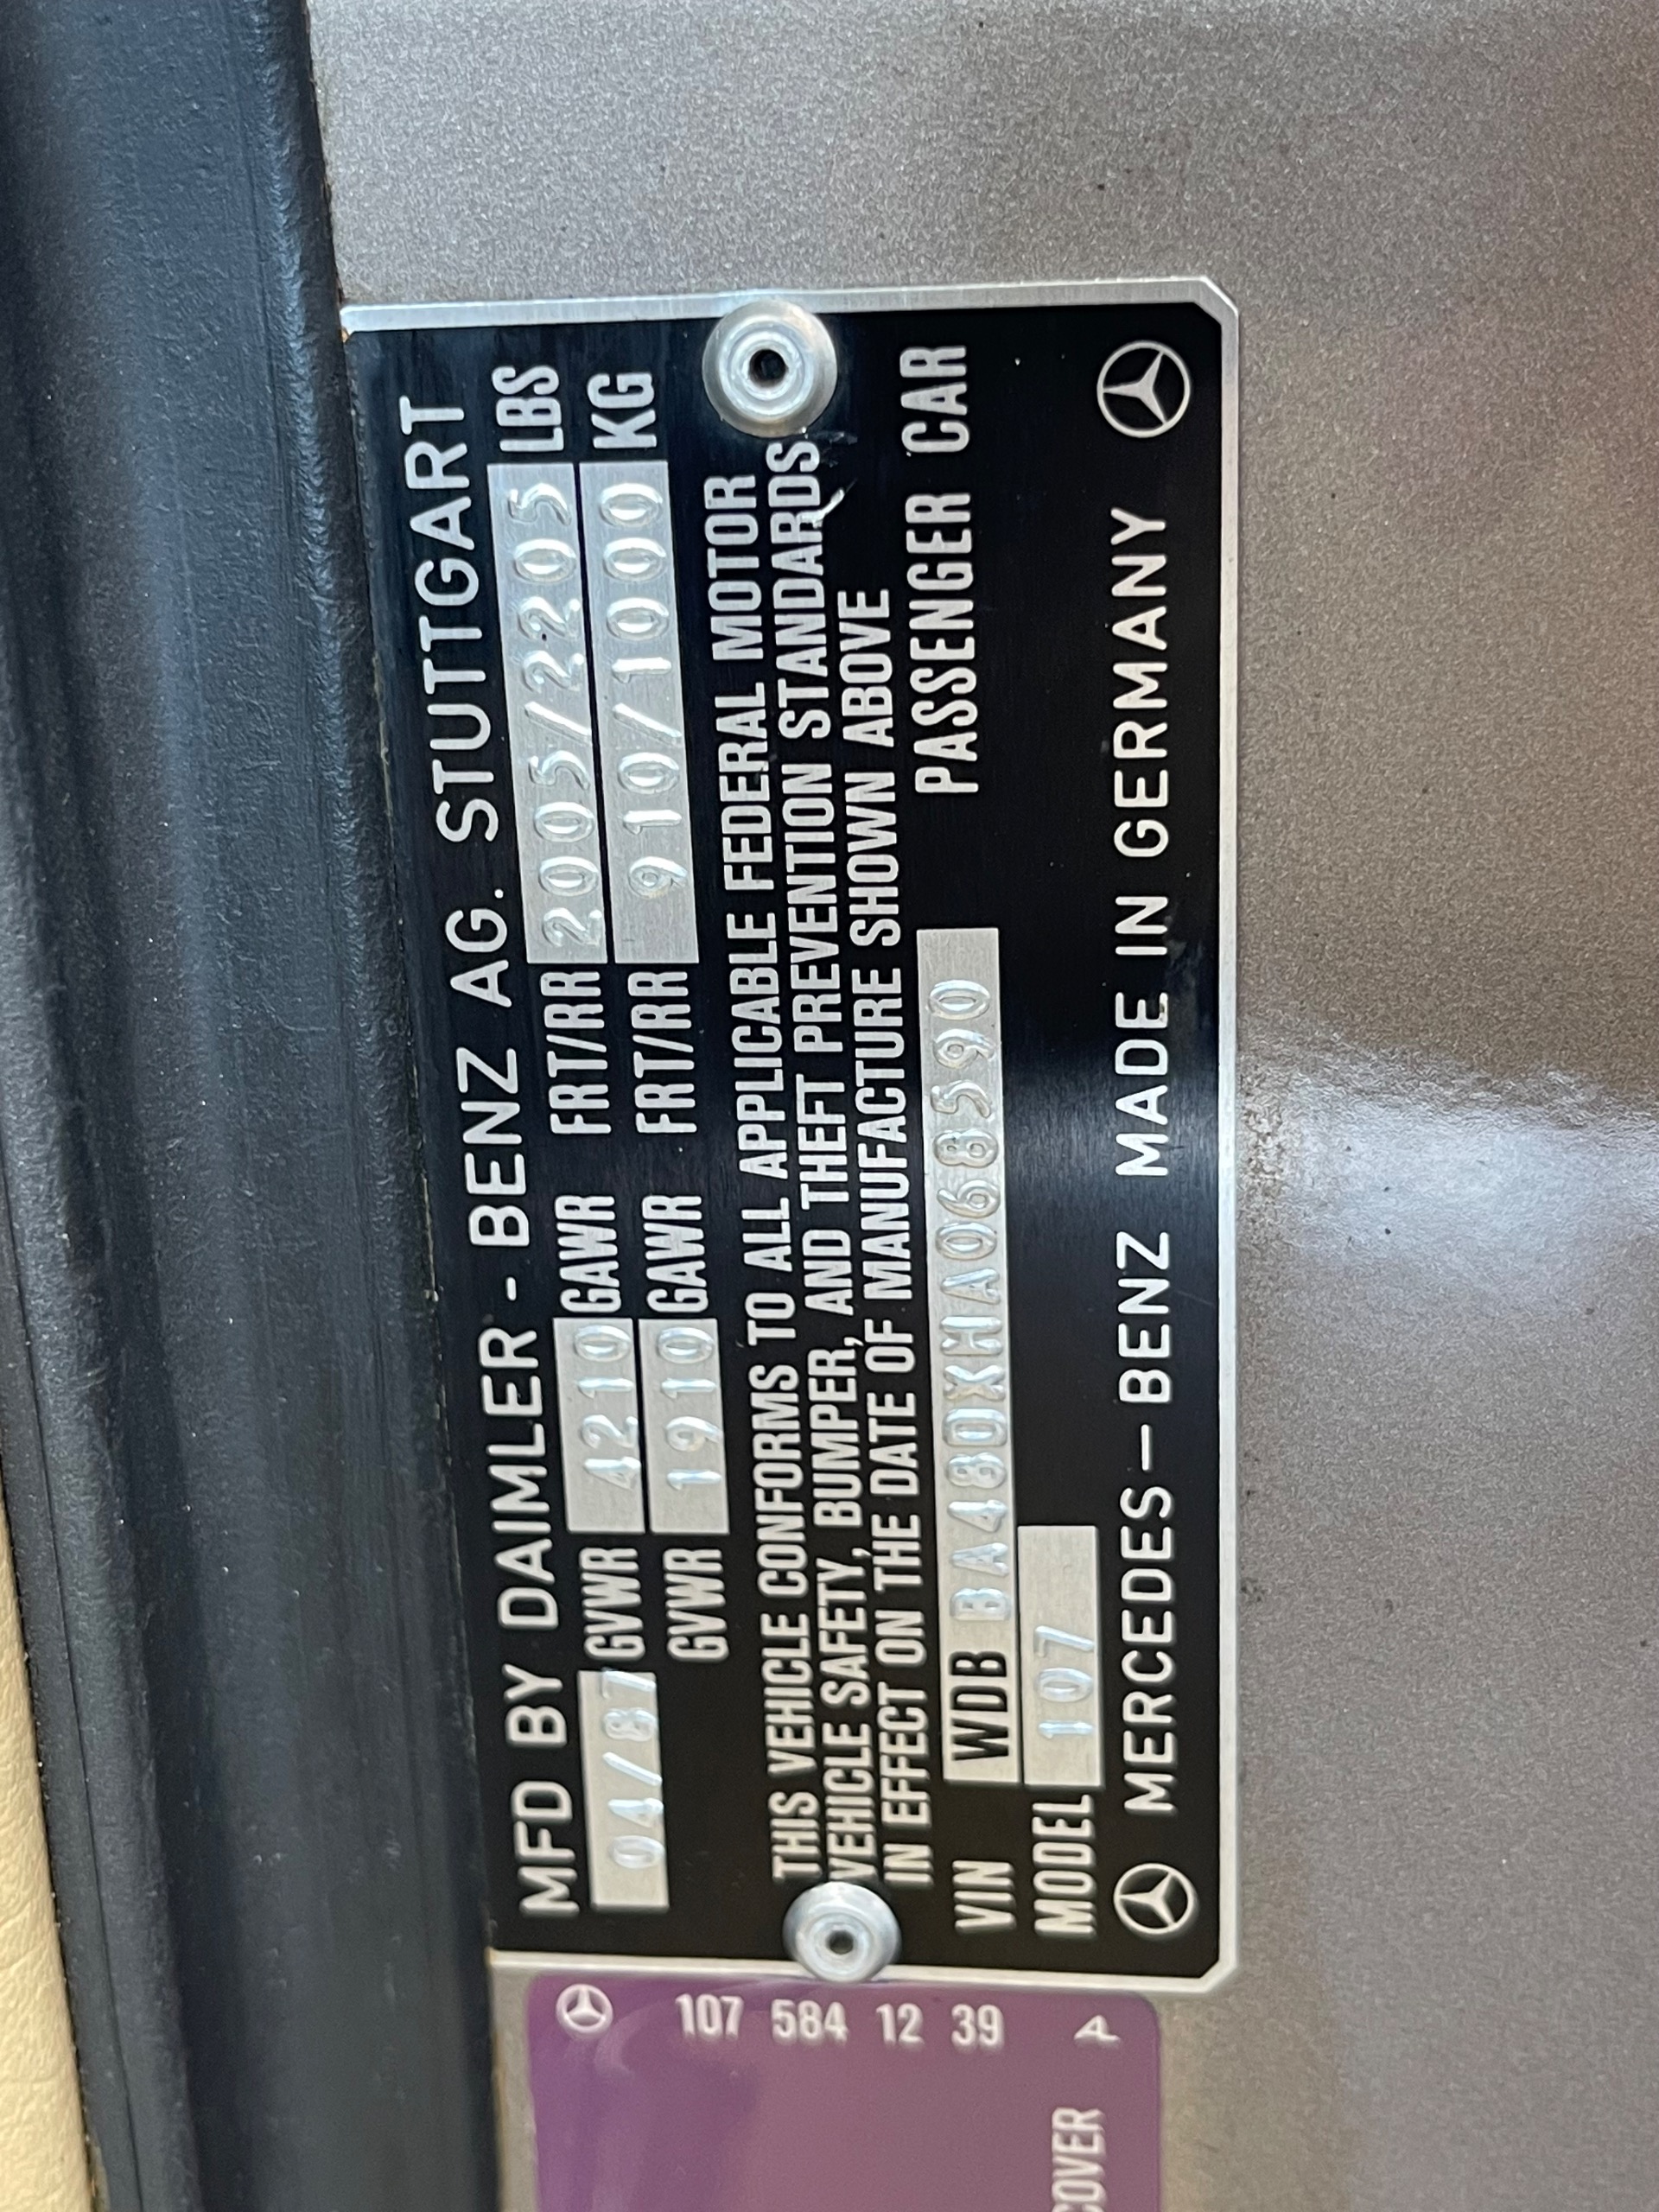 MFD BY DAIMLER - BENZ AG. STUTTGART
04/87 GVWR 4210 GAWR FRT/RR 2005/2205 LBS
GVWR 1910 GAWR FRT/RR 910/1000 KG
THIS VEHICLE CONFORMS TO ALL APPLICABLE FEDERAL MOTOR
VEHICLE SAFETY, BUMPER, AND THEFT PREVENTION STANDARDS
IN EFFECT ON THE DATE OF MANUFACTURE SHOWN ABOVE
VIN WDB BA48DXHA068590 PASSENGER CAR
MODEL 107
MERCEDES-BENZ MADE IN GERMANY
107 584 12 39 A
COVER